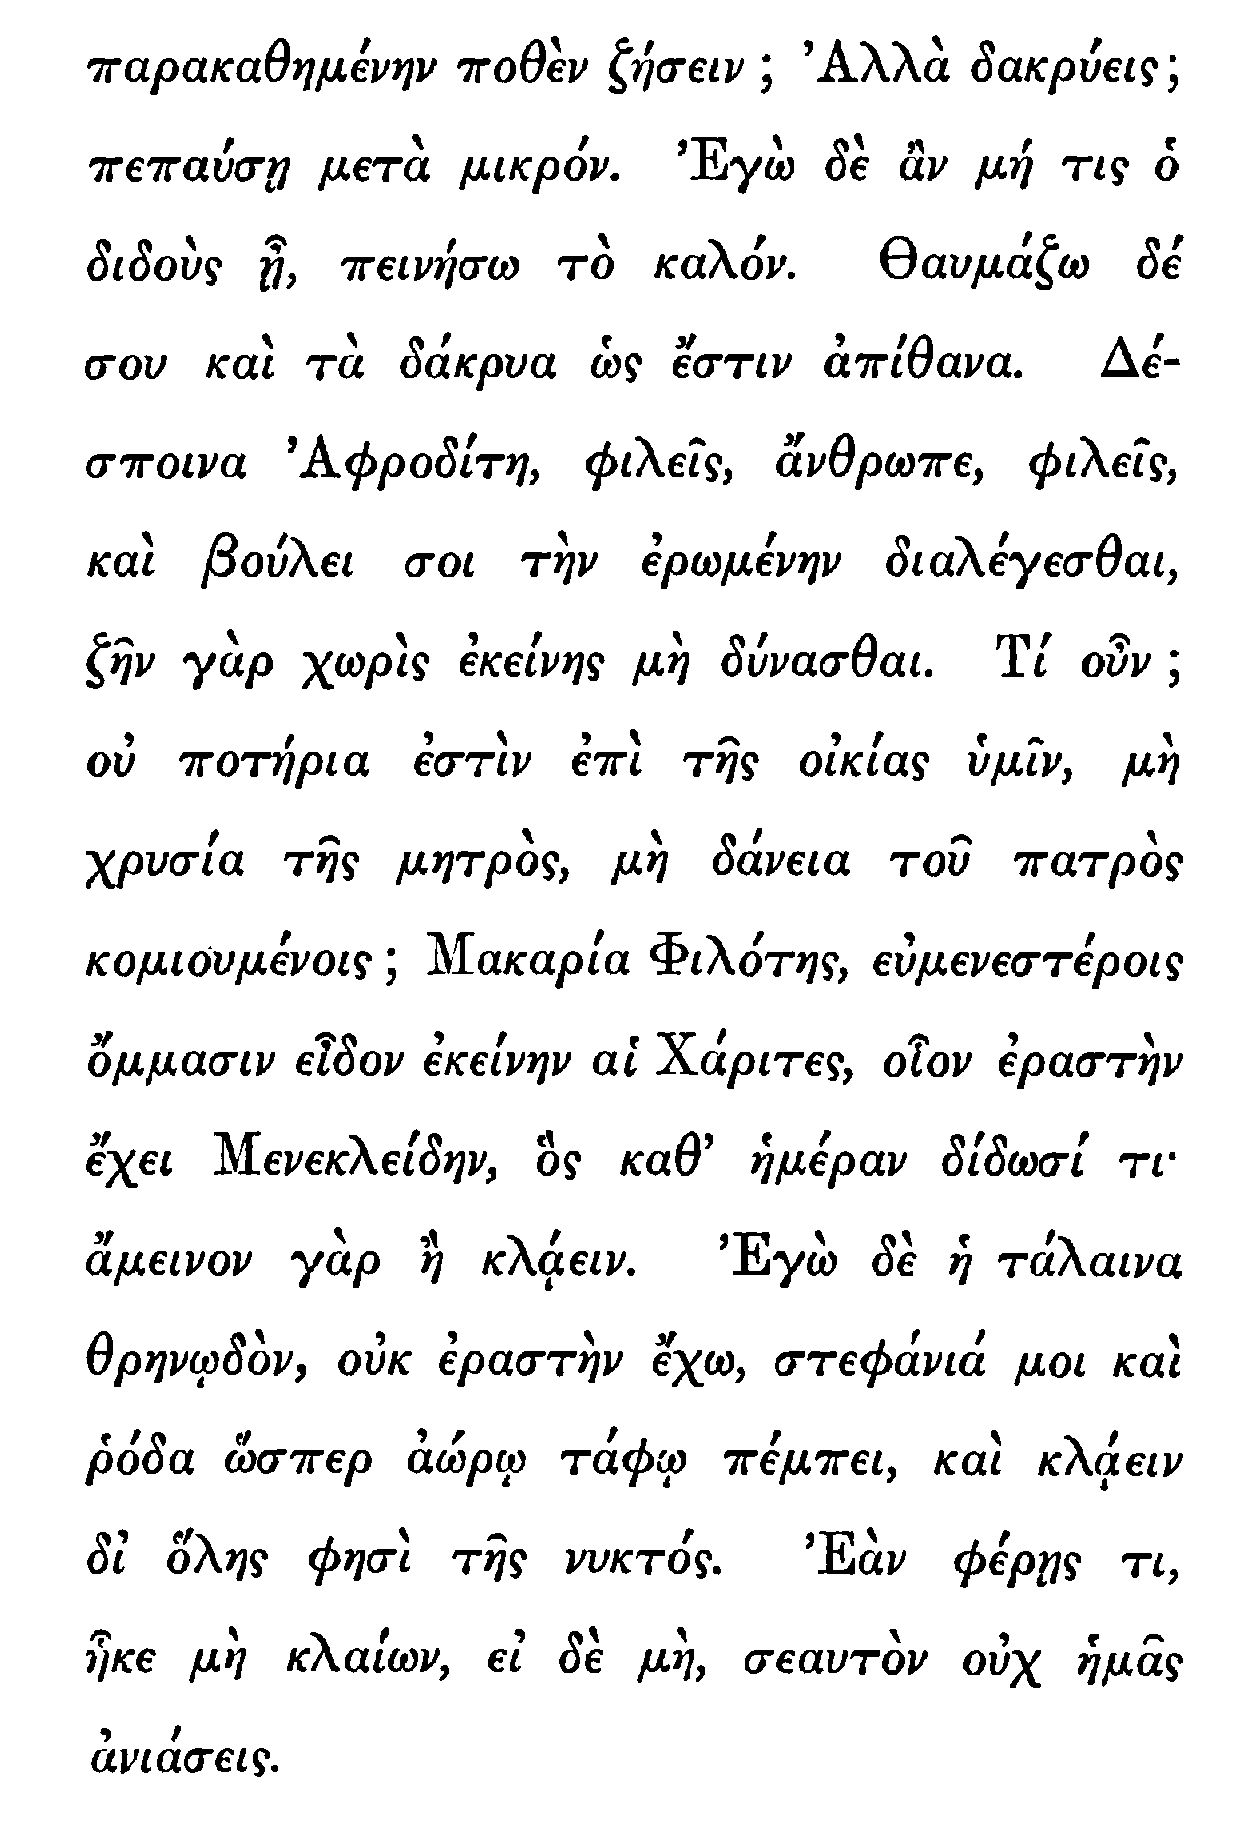 παρακαθημένην ποθὲν ζήσειν ; Ἀλλὰ δακρύεις ;
πεπαύσῃ μετὰ μικρόν. Ἐγὼ δὲ ἂν μή τις ὁ
διδοὺς ᾖ, πεινήσω τὸ καλόν. Θαυμάζω δέ
σου καὶ τὰ δάκρυα ὡς ἔστιν ἀπίθανα. Δέ-
σποινα Ἀφροδίτη, φιλεῖς, ἄνθρωπε, φιλεῖς,
καὶ βούλει σοι τὴν ἐρωμένην διαλέγεσθαι,
ζῆν γὰρ χωρὶς ἐκείνης μὴ δύνασθαι. Τί οὖν ;
οὐ ποτήρια ἐστὶν ἐπὶ τῆς οἰκίας ὑμῖν, μὴ
χρυσία τῆς μητρὸς, μὴ δάνεια τοῦ πατρὸς
κομιουμένοις ; Μακαρία Φιλότης, εὐμενεστέροις
ὄμμασιν εἶδον ἐκείνην αἱ Χάριτες, οἷον ἐραστὴν
ἔχει Μενεκλείδην, ὃς καθ’ ἡμέραν δίδωσί τι·
ἄμεινον γὰρ ἢ κλᾴειν. Ἐγὼ δὲ ἡ τάλαινα
θρηνῳδὸν, οὐκ ἐραστὴν ἔχω, στεφάνιά μοι καὶ
ῥόδα ὥσπερ ἀώρῳ τάφῳ πέμπει, καὶ κλᾴειν
δι’ ὅλης φησὶ τῆς νυκτός. Ἐὰν φέρῃς τι,
ἧκε μὴ κλαίων, εἰ δὲ μὴ, σεαυτὸν οὐχ ἡμᾶς
ἀνιάσεις.